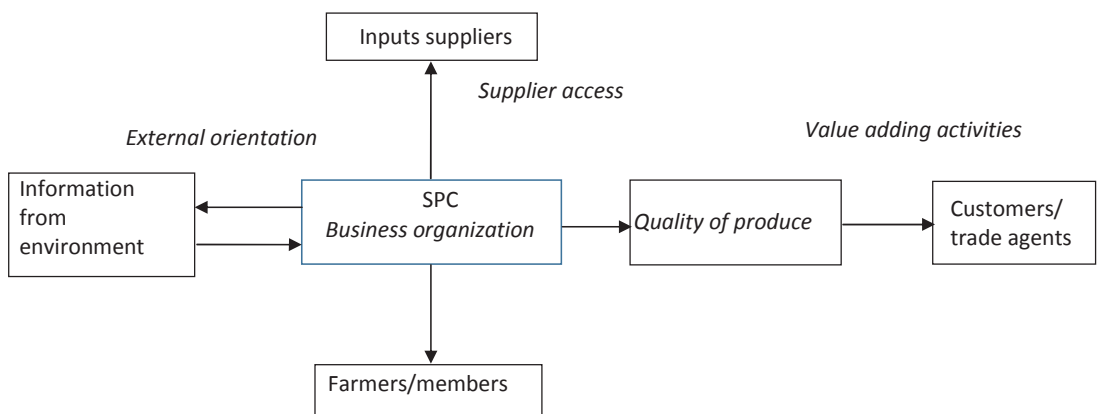 Inputs suppliers
Supplier access
External orientation
Value adding activities
Information
from
environment
SPC
Business organization
Quality of produce
Customers/
trade agents
Farmers/members